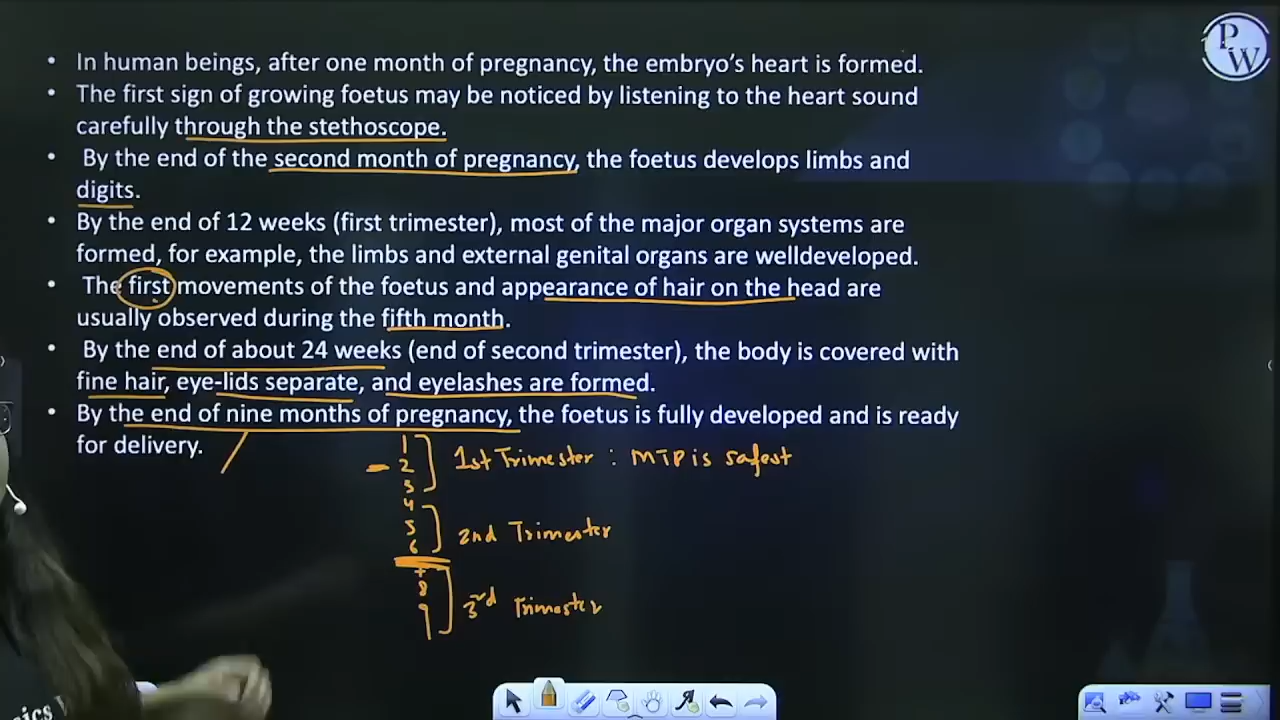 P
W
• In human beings, after one month of pregnancy, the embryo's heart is formed.
• The first sign of growing foetus may be noticed by listening to the heart sound
carefully through the stethoscope.
• By the end of the second month of pregnancy, the foetus develops limbs and
digits.
• By the end of 12 weeks (first trimester), most of the major organ systems are
formed, for example, the limbs and external genital organs are welldeveloped.
• The first movements of the foetus and appearance of hair on the head are
usually observed during the fifth month.
• By the end of about 24 weeks (end of second trimester), the body is covered with
fine hair, eye-lids separate, and eyelashes are formed.
• By the end of nine months of pregnancy, the foetus is fully developed and is ready
for delivery.
1
2 1st Trimester : MTP is safest
3
4
5 2nd Trimester
6
7
8
9 3rd Trimester